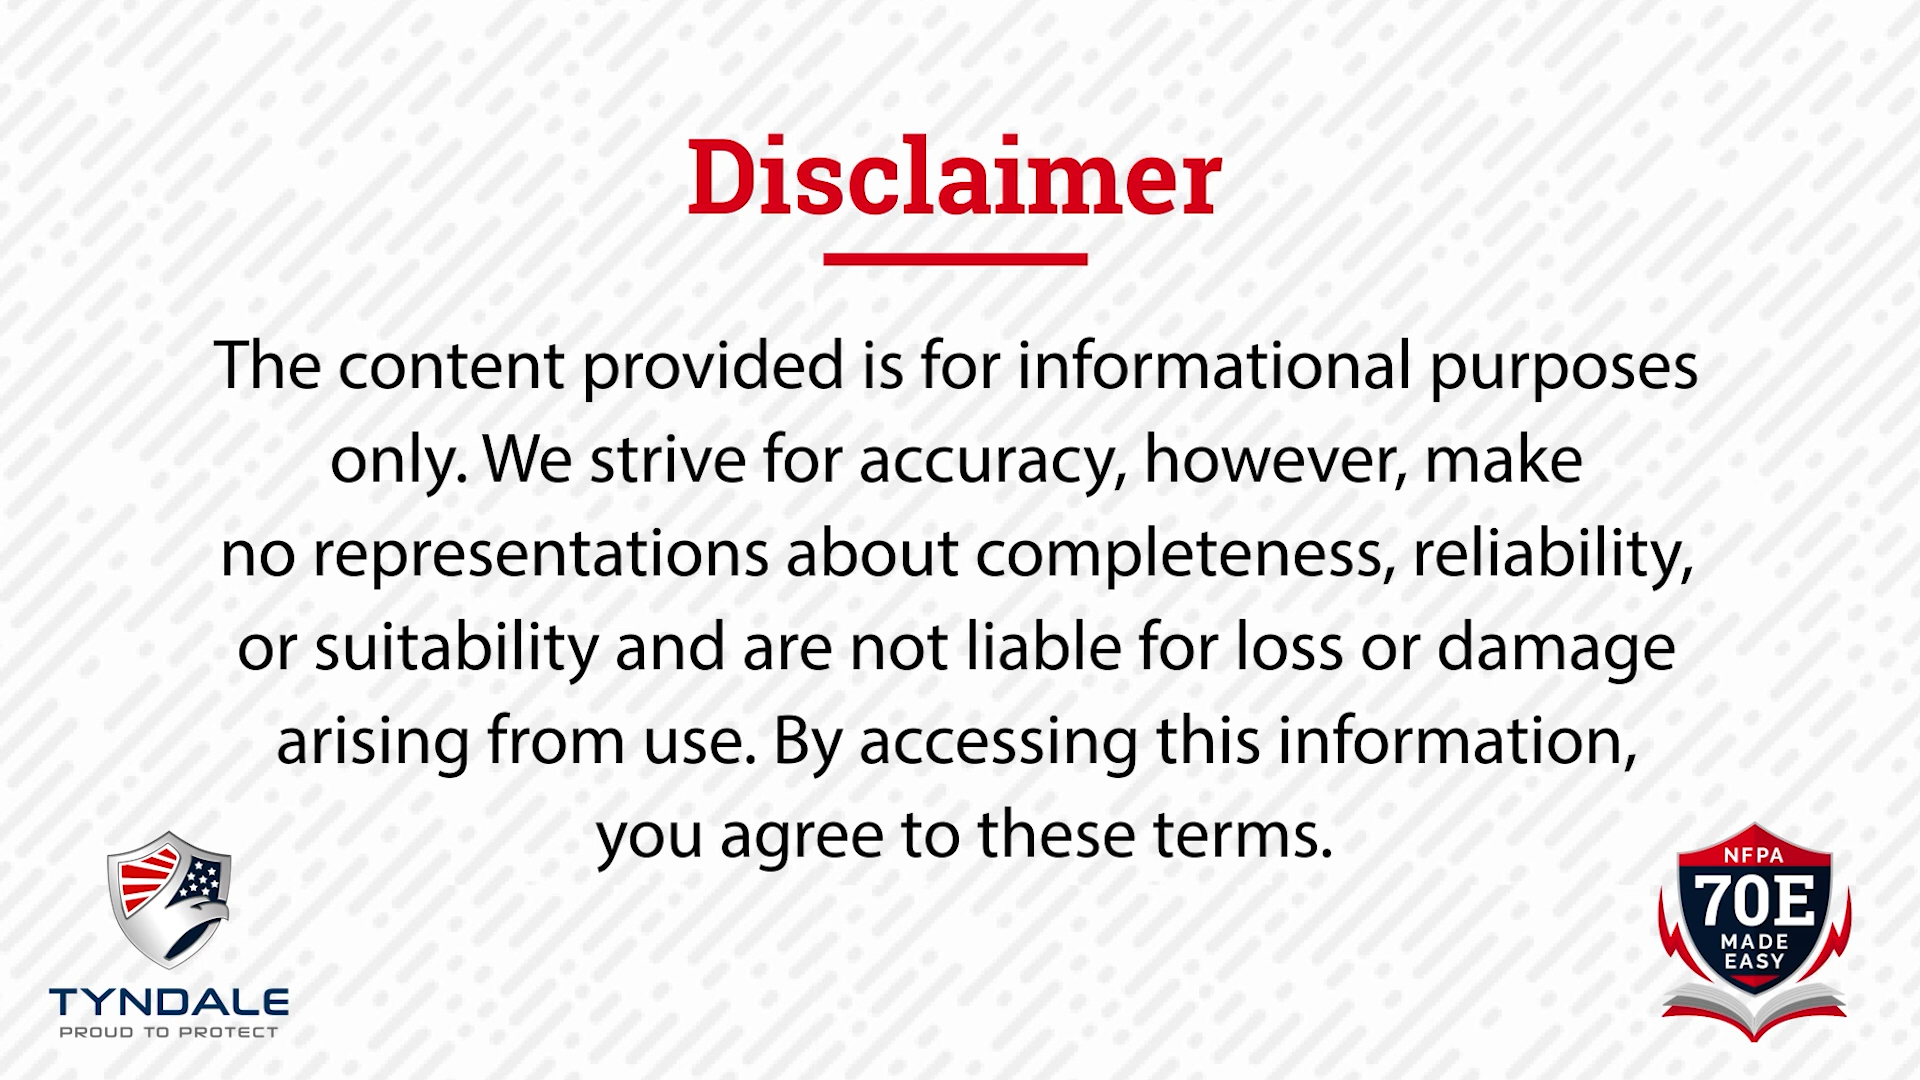 Disclaimer
The content provided is for informational purposes
only. We strive for accuracy, however, make
no representations about completeness, reliability,
or suitability and are not liable for loss or damage
arising from use. By accessing this information,
you agree to these terms.
TYNDALE
PROUD TO PROTECT
NFPA
70E
MADE
EASY